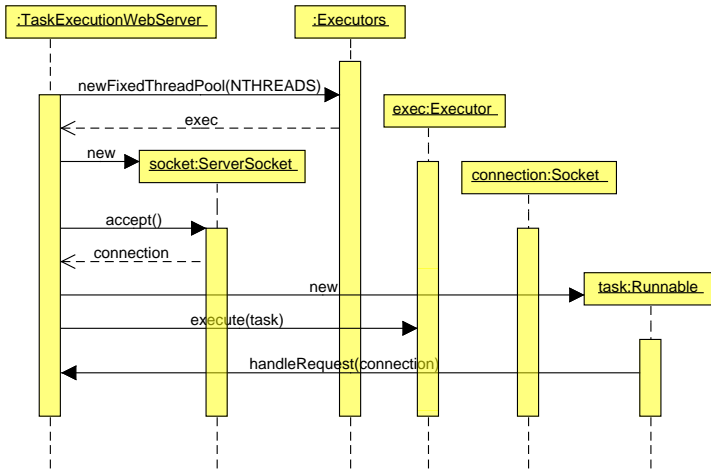 :TaskExecutionWebServer
:Executors
newFixedThreadPool(NTHREADS)
exec:Executor
exec
new
socket:ServerSocket
connection:Socket
accept()
connection
new
task:Runnable
execute(task)
handleRequest(connection)